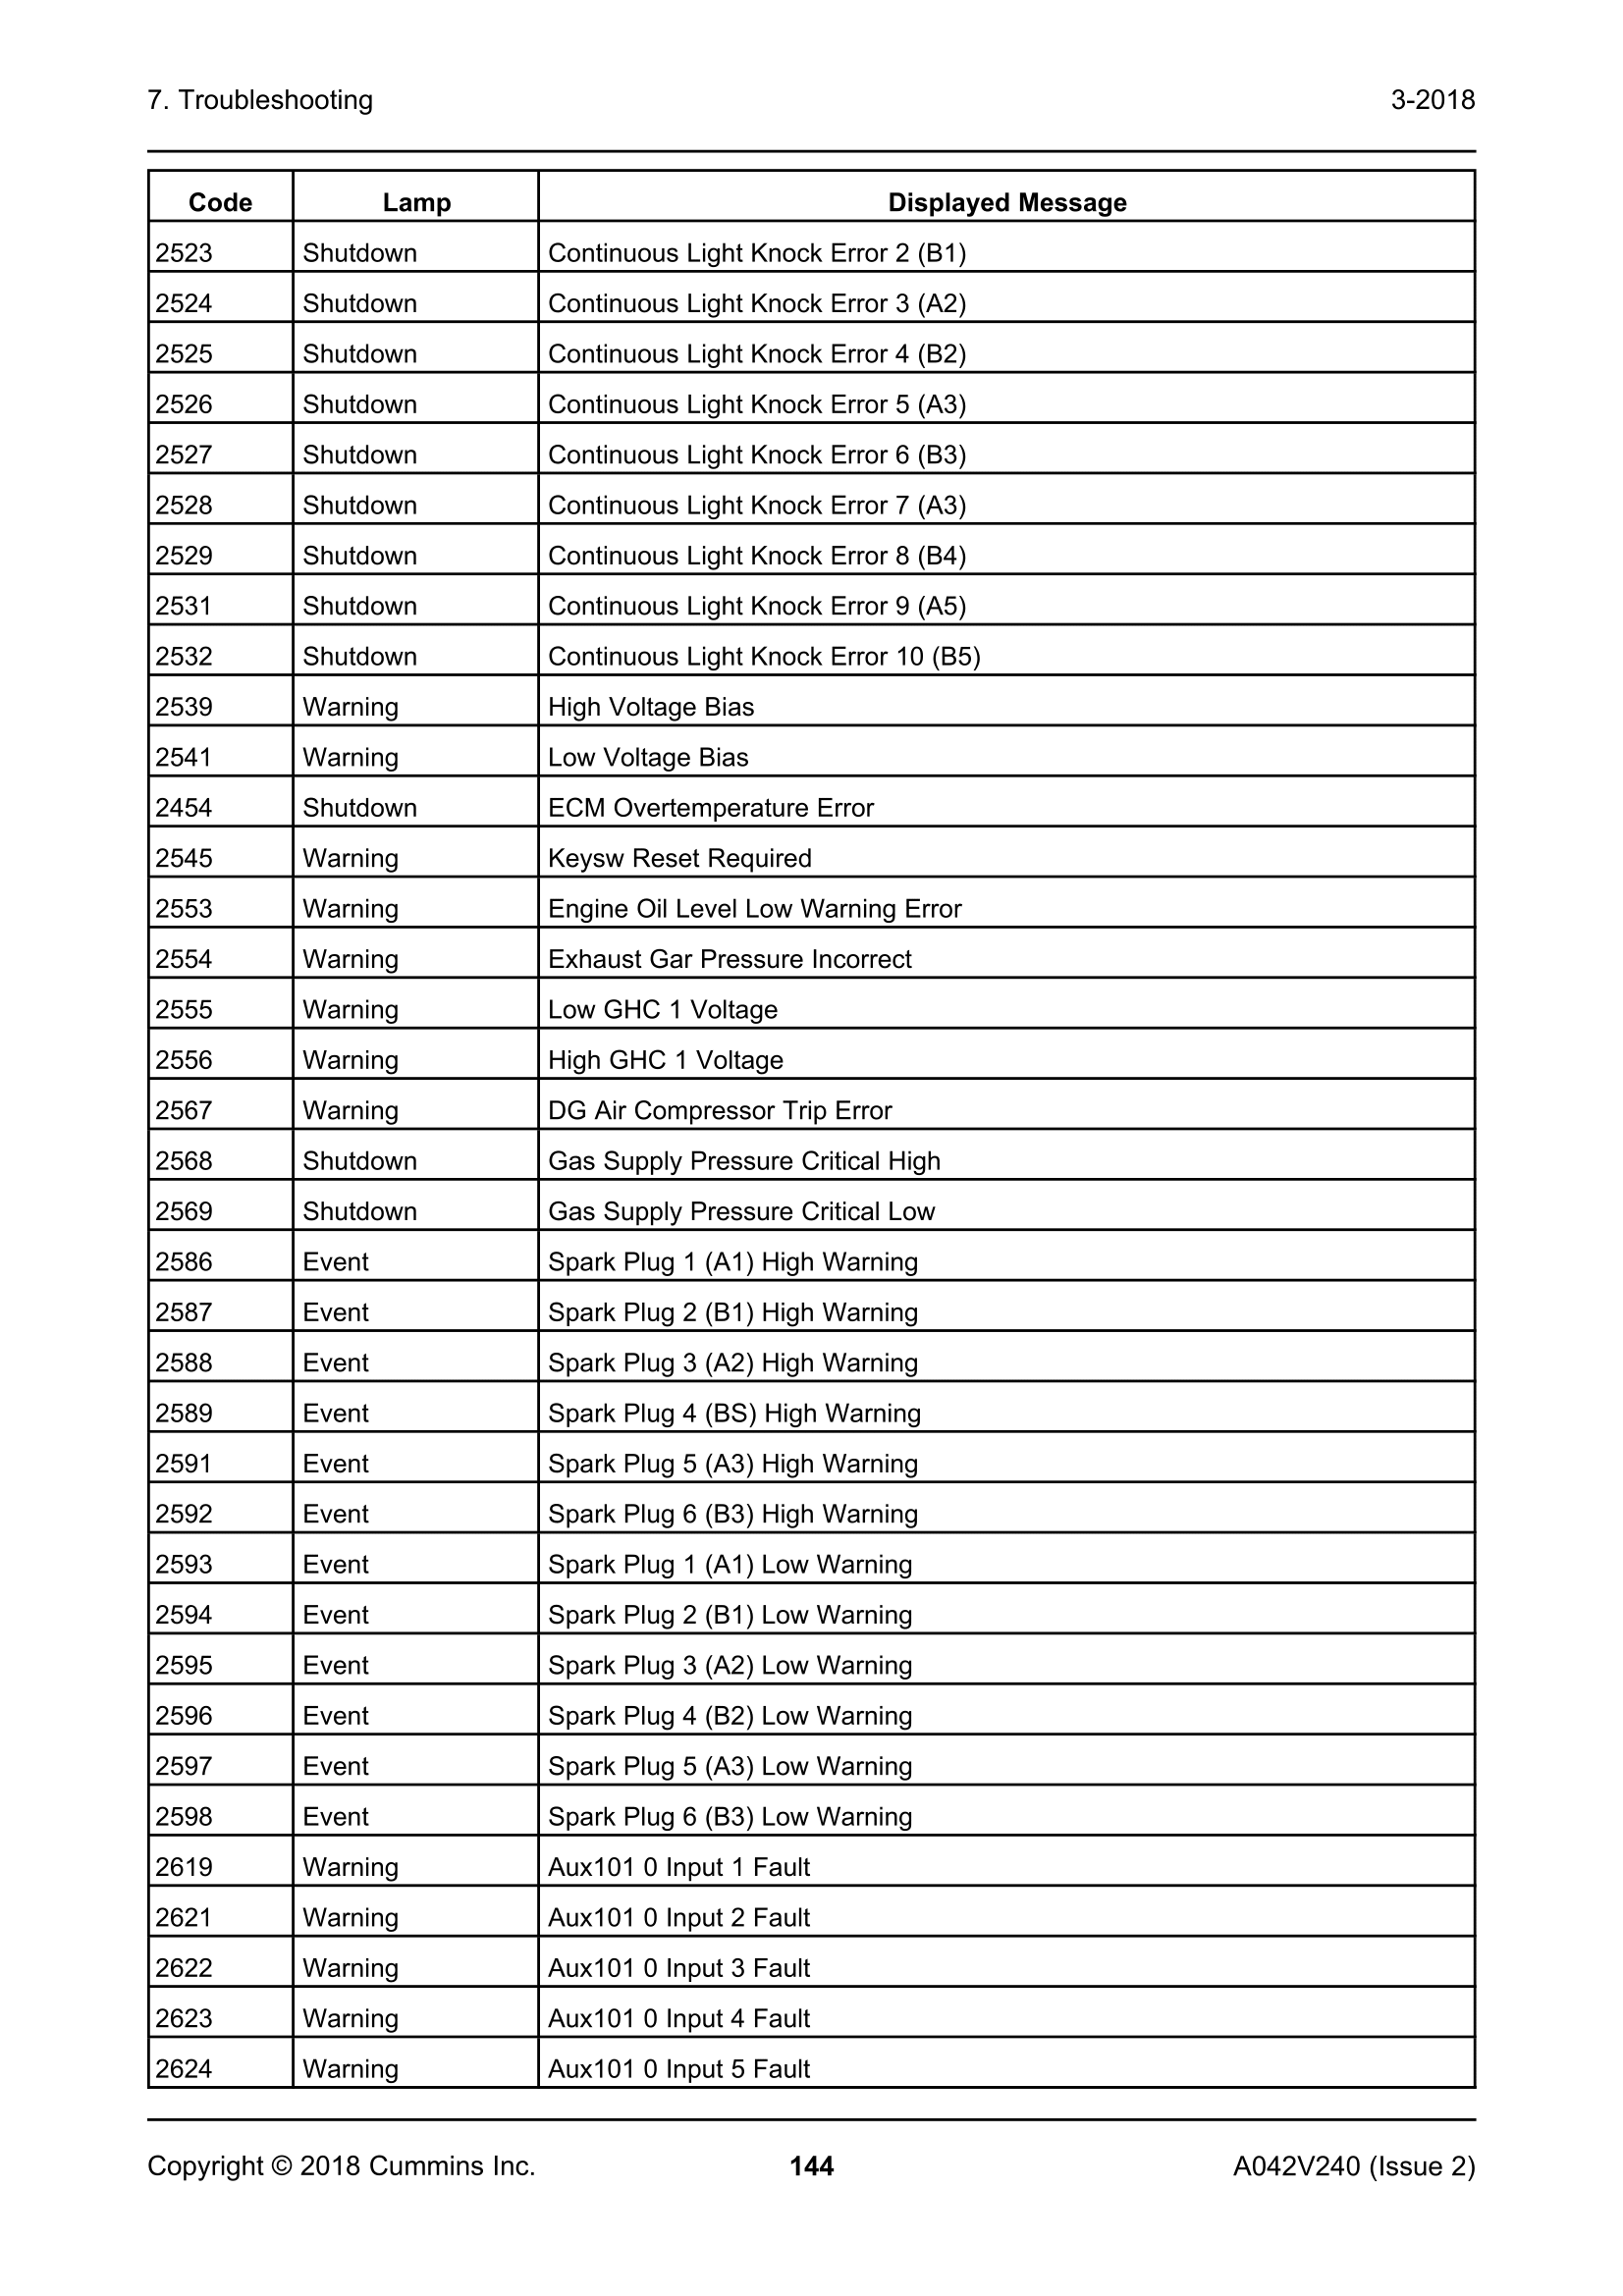 7. Troubleshooting 3-2018
Code Lamp Displayed Message
2523 Shutdown Continuous Light Knock Error 2 (B1)
2524 Shutdown Continuous Light Knock Error 3 (A2)
2525 Shutdown Continuous Light Knock Error 4 (B2)
2526 Shutdown Continuous Light Knock Error 5 (A3)
2527 Shutdown Continuous Light Knock Error 6 (B3)
2528 Shutdown Continuous Light Knock Error 7 (A3)
2529 Shutdown Continuous Light Knock Error 8 (B4)
2531 Shutdown Continuous Light Knock Error 9 (A5)
2532 Shutdown Continuous Light Knock Error 10 (B5)
2539 Warning High Voltage Bias
2541 Warning Low Voltage Bias
2454 Shutdown ECM Overtemperature Error
2545 Warning Keysw Reset Required
2553 Warning Engine Oil Level Low Warning Error
2554 Warning Exhaust Gar Pressure Incorrect
2555 Warning Low GHC 1 Voltage
2556 Warning High GHC 1 Voltage
2567 Warning DG Air Compressor Trip Error
2568 Shutdown Gas Supply Pressure Critical High
2569 Shutdown Gas Supply Pressure Critical Low
2586 Event Spark Plug 1 (A1) High Warning
2587 Event Spark Plug 2 (B1) High Warning
2588 Event Spark Plug 3 (A2) High Warning
2589 Event Spark Plug 4 (BS) High Warning
2591 Event Spark Plug 5 (A3) High Warning
2592 Event Spark Plug 6 (B3) High Warning
2593 Event Spark Plug 1 (A1) Low Warning
2594 Event Spark Plug 2 (B1) Low Warning
2595 Event Spark Plug 3 (A2) Low Warning
2596 Event Spark Plug 4 (B2) Low Warning
2597 Event Spark Plug 5 (A3) Low Warning
2598 Event Spark Plug 6 (B3) Low Warning
2619 Warning Aux101 0 Input 1 Fault
2621 Warning Aux101 0 Input 2 Fault
2622 Warning Aux101 0 Input 3 Fault
2623 Warning Aux101 0 Input 4 Fault
2624 Warning Aux101 0 Input 5 Fault
Copyright © 2018 Cummins Inc. 144 A042V240 (Issue 2)